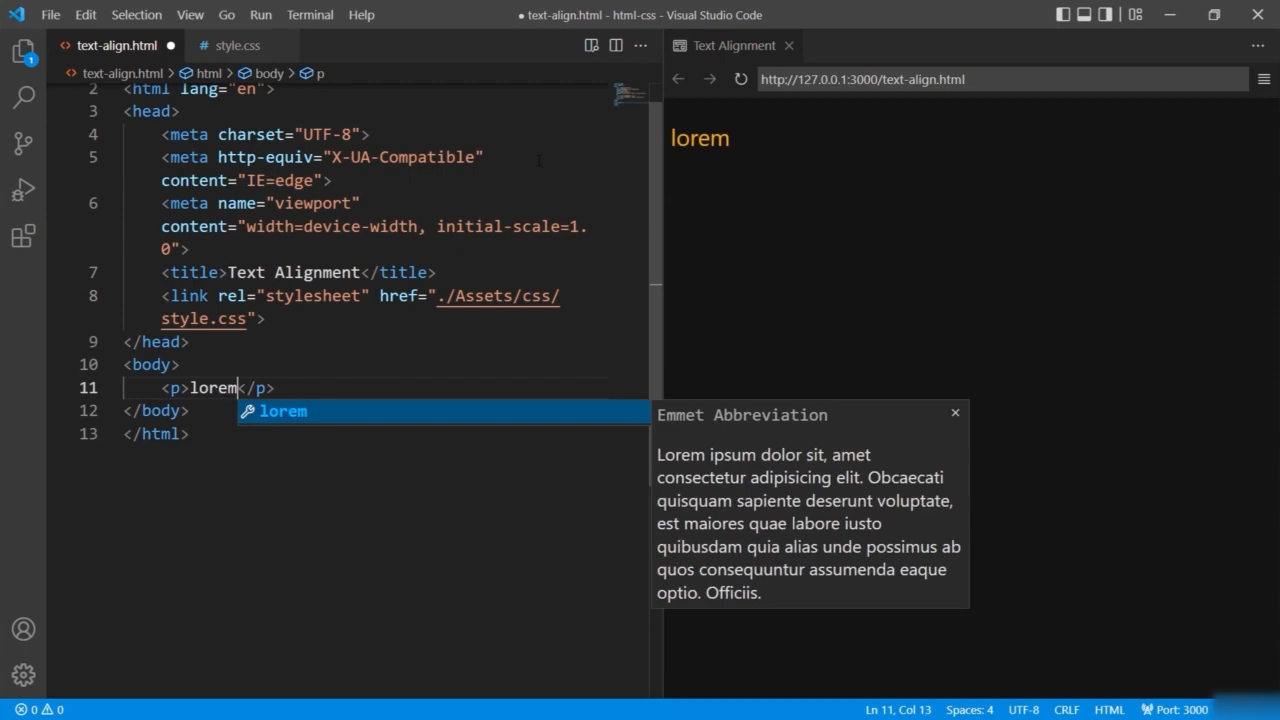 File Edit Selection View Go Run Terminal Help
● text-align.html - html-css - Visual Studio Code
text-align.html ●
# style.css
Text Alignment
text-align.html > html > body > p
http://127.0.0.1:3000/text-align.html
2 <html lang="en">
3 <head>
4 <meta charset="UTF-8">
5 <meta http-equiv="X-UA-Compatible"
content="IE=edge">
6 <meta name="viewport"
content="width=device-width, initial-scale=1.
0">
7 <title>Text Alignment</title>
8 <link rel="stylesheet" href="./Assets/css/
style.css">
9 </head>
10 <body>
11 <p>lorem</p>
12 </body>
13 </html>
lorem
lorem
Emmet Abbreviation
Lorem ipsum dolor sit, amet
consectetur adipisicing elit. Obcaecati
quisquam sapiente deserunt voluptate,
est maiores quae labore iusto
quibusdam quia alias unde possimus ab
quos consequuntur assumenda eaque
optio. Officiis.
1
0 0
Ln 11, Col 13 Spaces: 4 UTF-8 CRLF HTML Port: 3000